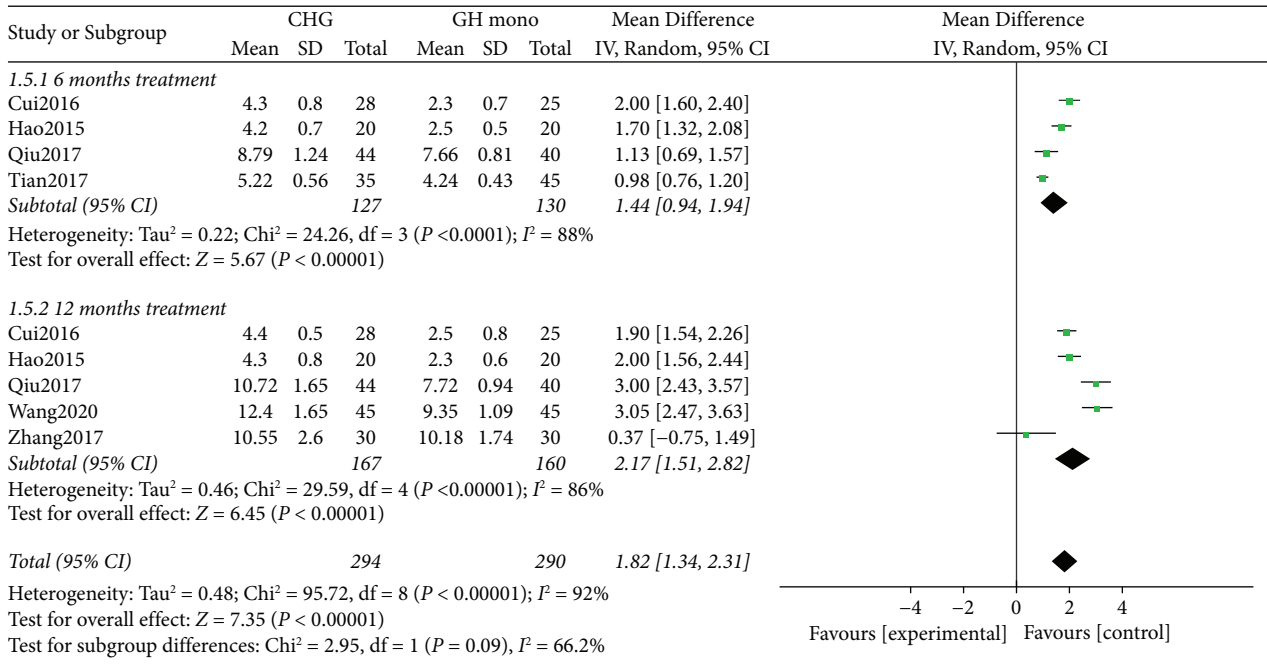 Study or Subgroup CHG GH mono Mean Difference Mean Difference
Mean SD Total Mean SD Total IV, Random, 95% CI IV, Random, 95% CI
1.5.1 6 months treatment
Cui2016 4.3 0.8 28 2.3 0.7 25 2.00 [1.60, 2.40]
Hao2015 4.2 0.7 20 2.5 0.5 20 1.70 [1.32, 2.08]
Qiu2017 8.79 1.24 44 7.66 0.81 40 1.13 [0.69, 1.57]
Tian2017 5.22 0.56 35 4.24 0.43 45 0.98 [0.76, 1.20]
Subtotal (95% CI) 127 130 1.44 [0.94, 1.94]
Heterogeneity: Tau² = 0.22; Chi² = 24.26, df = 3 (P <0.0001); I² = 88%
Test for overall effect: Z = 5.67 (P < 0.00001)
1.5.2 12 months treatment
Cui2016 4.4 0.5 28 2.5 0.8 25 1.90 [1.54, 2.26]
Hao2015 4.3 0.8 20 2.3 0.6 20 2.00 [1.56, 2.44]
Qiu2017 10.72 1.65 44 7.72 0.94 40 3.00 [2.43, 3.57]
Wang2020 12.4 1.65 45 9.35 1.09 45 3.05 [2.47, 3.63]
Zhang2017 10.55 2.6 30 10.18 1.74 30 0.37 [−0.75, 1.49]
Subtotal (95% CI) 167 160 2.17 [1.51, 2.82]
Heterogeneity: Tau² = 0.46; Chi² = 29.59, df = 4 (P <0.00001); I² = 86%
Test for overall effect: Z = 6.45 (P < 0.00001)
Total (95% CI) 294 290 1.82 [1.34, 2.31]
Heterogeneity: Tau² = 0.48; Chi² = 95.72, df = 8 (P < 0.00001); I² = 92%
Test for overall effect: Z = 7.35 (P < 0.00001)
Test for subgroup differences: Chi² = 2.95, df = 1 (P = 0.09), I² = 66.2%
−4 −2 0 2 4
Favours [experimental] Favours [control]